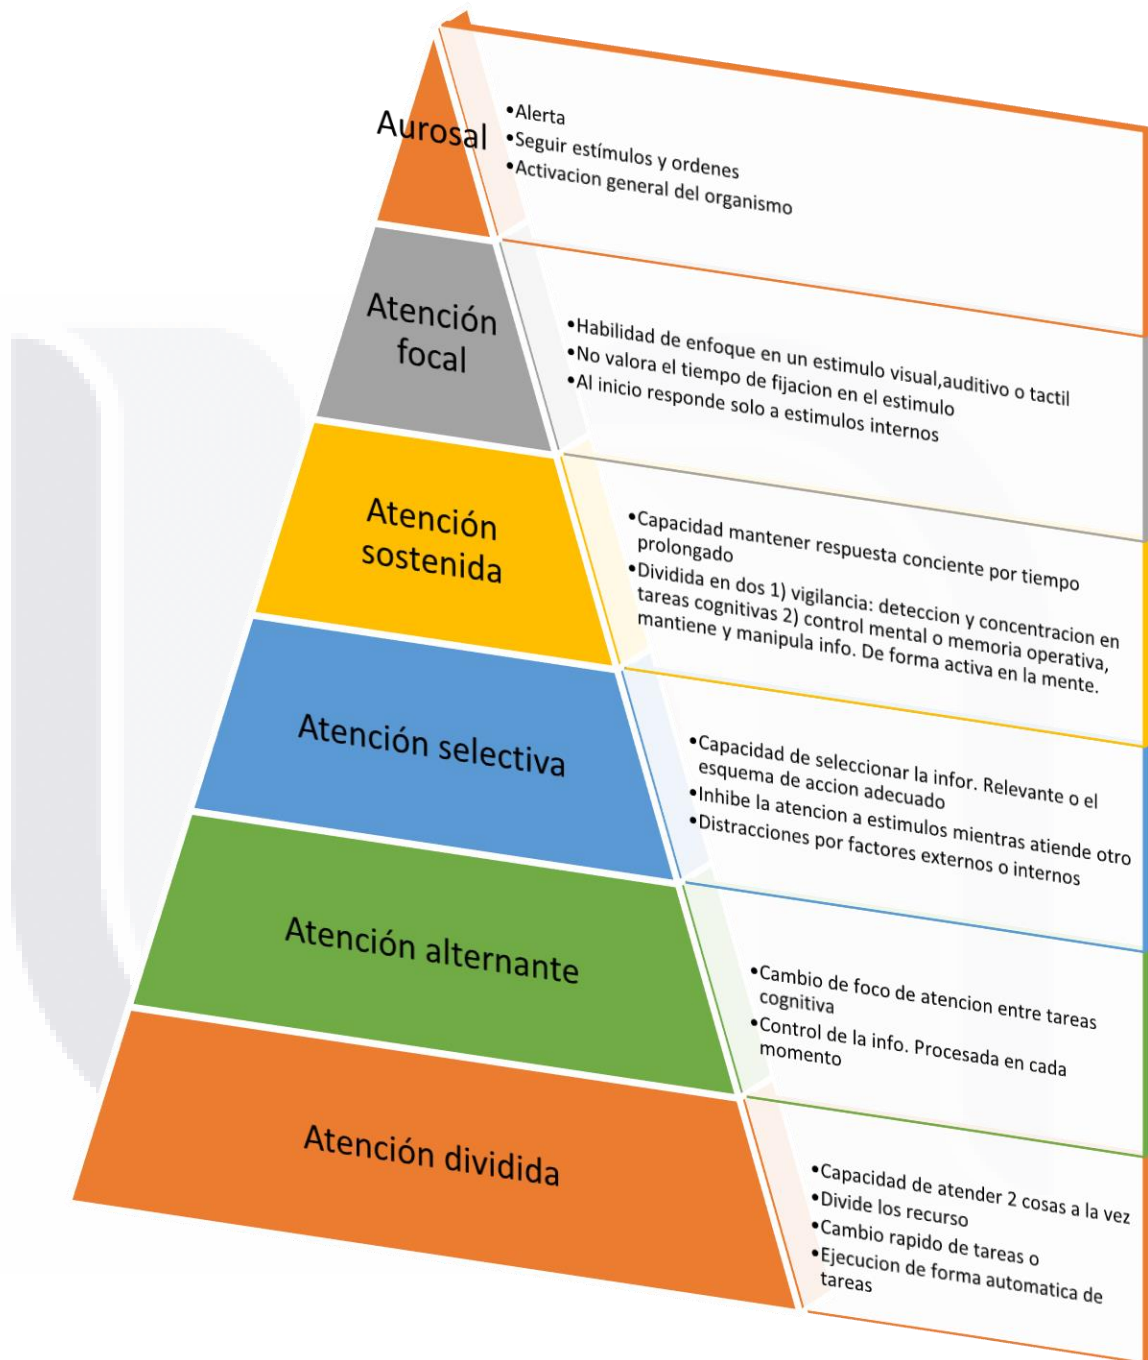 Aurosal
•Alerta
•Seguir estímulos y ordenes
•Activacion general del organismo
Atención
focal
•Habilidad de enfoque en un estimulo visual,auditivo o tactil
•No valora el tiempo de fijacion en el estimulo
•Al inicio responde solo a estimulos internos
Atención
sostenida
•Capacidad mantener respuesta conciente por tiempo
prolongado
•Dividida en dos 1) vigilancia: deteccion y concentracion en
tareas cognitivas 2) control mental o memoria operativa,
mantiene y manipula info. De forma activa en la mente.
Atención selectiva
•Capacidad de seleccionar la infor. Relevante o el
esquema de accion adecuado
•Inhibe la atencion a estimulos mientras atiende otro
•Distracciones por factores externos o internos
Atención alternante
•Cambio de foco de atencion entre tareas
cognitiva
•Control de la info. Procesada en cada
momento
Atención dividida
•Capacidad de atender 2 cosas a la vez
•Divide los recurso
•Cambio rapido de tareas o
•Ejecucion de forma automatica de
tareas